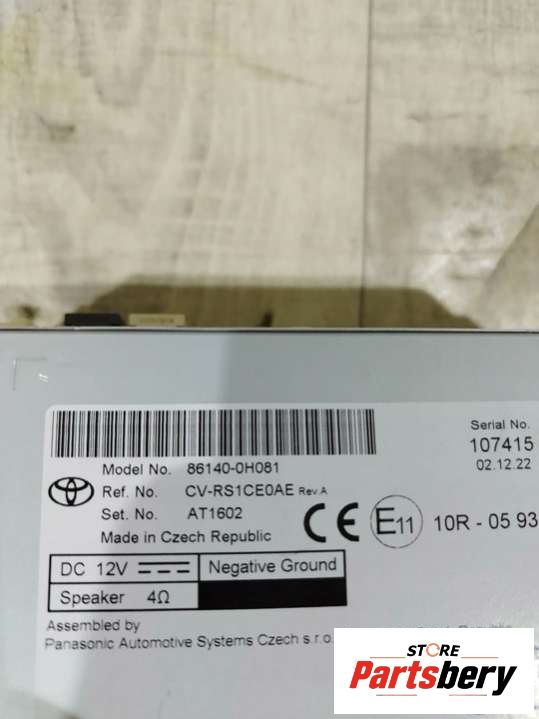 Serial No.
107415
02.12.22
Model No. 86140-0H081
Ref. No. CV-RS1CE0AE Rev.A
Set. No. AT1602
Made in Czech Republic
CE E11 10R - 05 93
DC 12V Negative Ground
Speaker 4Ω
Assembled by
Panasonic Automotive Systems Czech s.r.o.
STORE
Partsbery